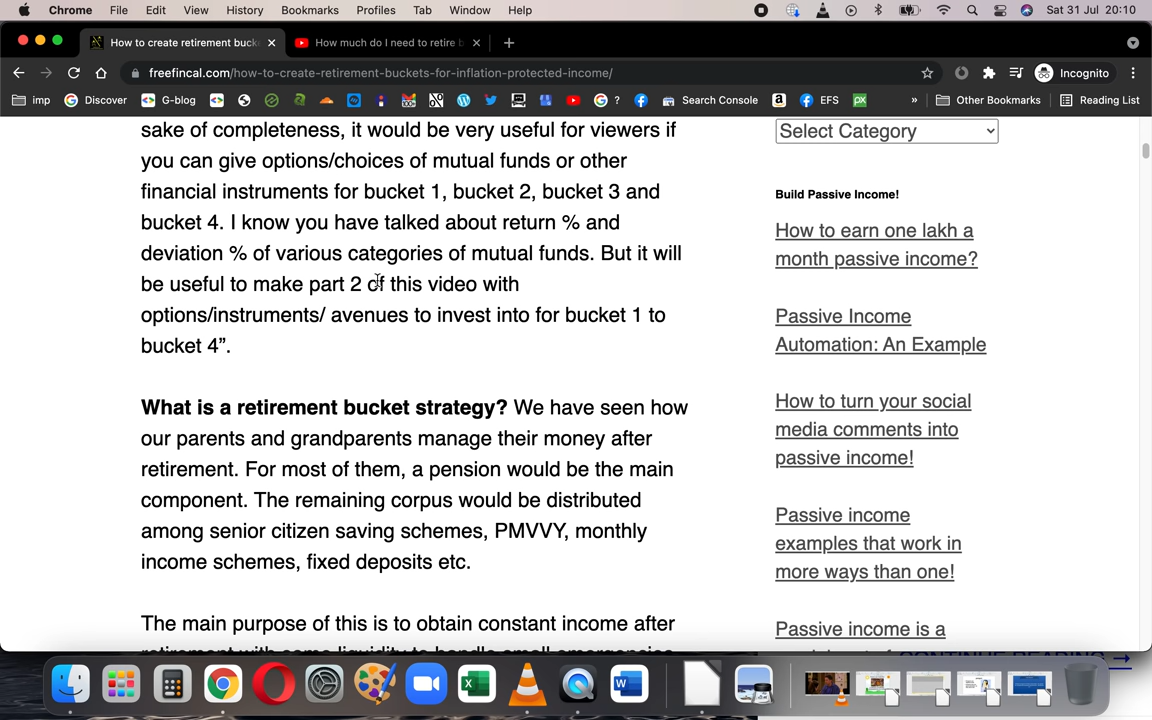 Chrome File Edit View History Bookmarks Profiles Tab Window Help Sat 31 Jul 20:10
How to create retirement buck
How much do I need to retire b
freefincal.com/how-to-create-retirement-buckets-for-inflation-protected-income/
Incognito
imp Discover G-blog ? Search Console EFS » Other Bookmarks Reading List
sake of completeness, it would be very useful for viewers if
you can give options/choices of mutual funds or other
financial instruments for bucket 1, bucket 2, bucket 3 and
bucket 4. I know you have talked about return % and
deviation % of various categories of mutual funds. But it will
be useful to make part 2 of this video with
options/instruments/ avenues to invest into for bucket 1 to
bucket 4”.
What is a retirement bucket strategy? We have seen how
our parents and grandparents manage their money after
retirement. For most of them, a pension would be the main
component. The remaining corpus would be distributed
among senior citizen saving schemes, PMVVY, monthly
income schemes, fixed deposits etc.
The main purpose of this is to obtain constant income after
retirement with some liquidity to handle small emergencies
Select Category
Build Passive Income!
How to earn one lakh a
month passive income?
Passive Income
Automation: An Example
How to turn your social
media comments into
passive income!
Passive income
examples that work in
more ways than one!
Passive income is a
CONTINUE READING